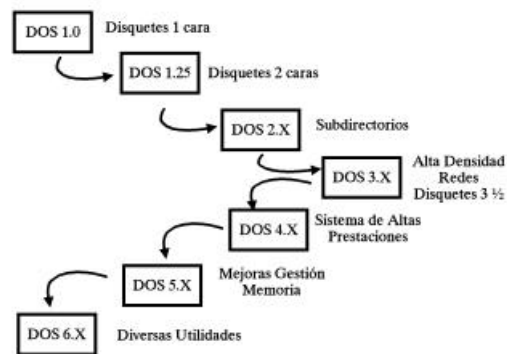 DOS 1.0
Disquetes 1 cara
DOS 1.25
Disquetes 2 caras
DOS 2.X
Subdirectorios
DOS 3.X
Alta Densidad
Redes
Disquetes 3 ½
DOS 4.X
Sistema de Altas
Prestaciones
DOS 5.X
Mejoras Gestión
Memoria
DOS 6.X
Diversas Utilidades